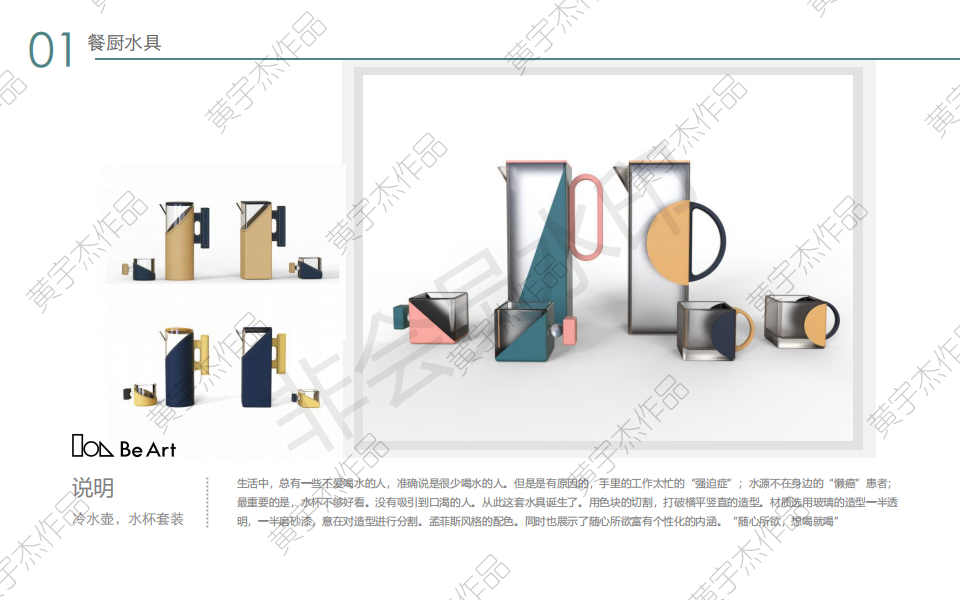 01 餐厨水具
Be Art
说明
冷水壶，水杯套装
生活中，总有一些不爱喝水的人，准确说是很少喝水的人。但是是有原因的，手里的工作太忙的“强迫症”；水源不在身边的“懒癌”患者；
最重要的是，水杯不够好看。没有吸引到口渴的人。从此这套水具诞生了。用色块的切割，打破横平竖直的造型。材质选用玻璃的造型一半透
明，一半磨砂漆，意在对造型进行分割。孟菲斯风格的配色。同时也展示了随心所欲富有个性化的内涵。“随心所欲，想喝就喝”
非会员水印
黄宇杰作品
黄宇杰作品
黄宇杰作品
黄宇杰作品
黄宇杰作品
黄宇杰作品
黄宇杰作品
黄宇杰作品
黄宇杰作品
黄宇杰作品
黄宇杰作品
黄宇杰作品